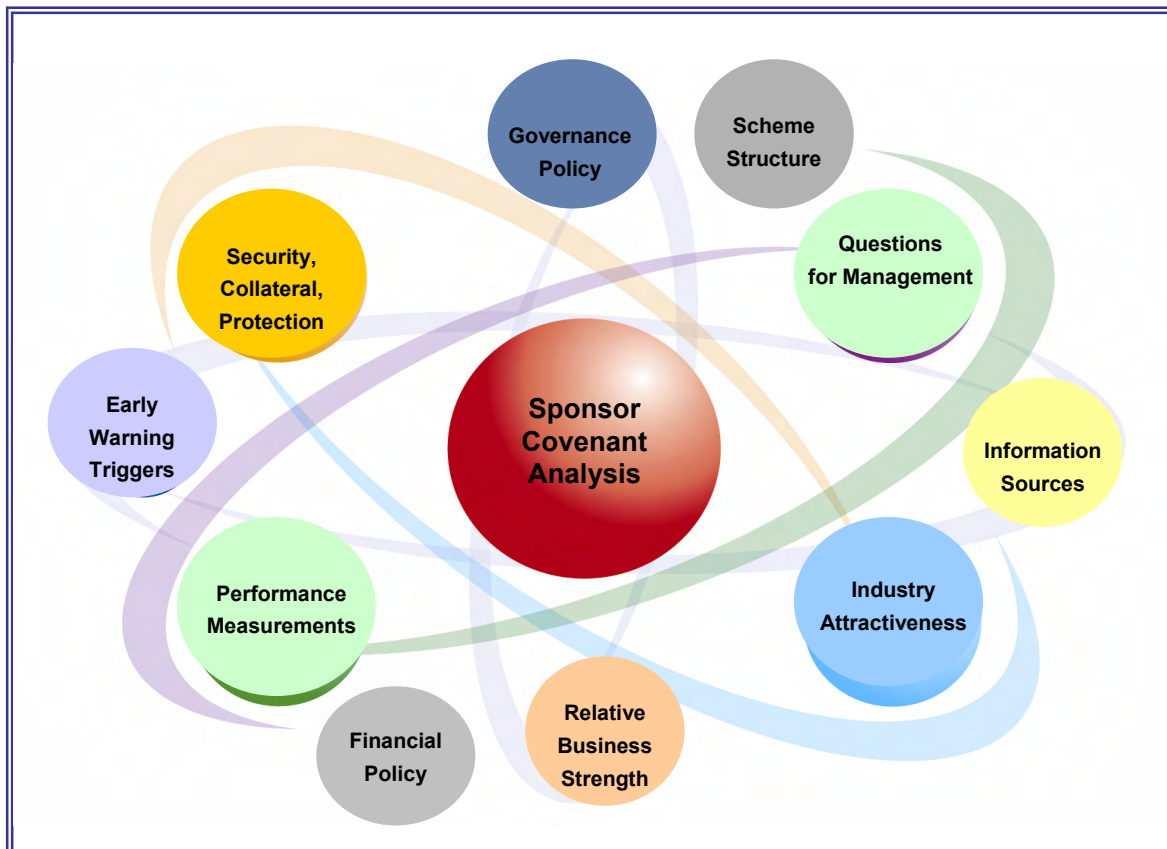 Governance
Policy
Scheme
Structure
Security,
Collateral,
Protection
Questions
for Management
Early
Warning
Triggers
Sponsor
Covenant
Analysis
Information
Sources
Performance
Measurements
Industry
Attractiveness
Financial
Policy
Relative
Business
Strength